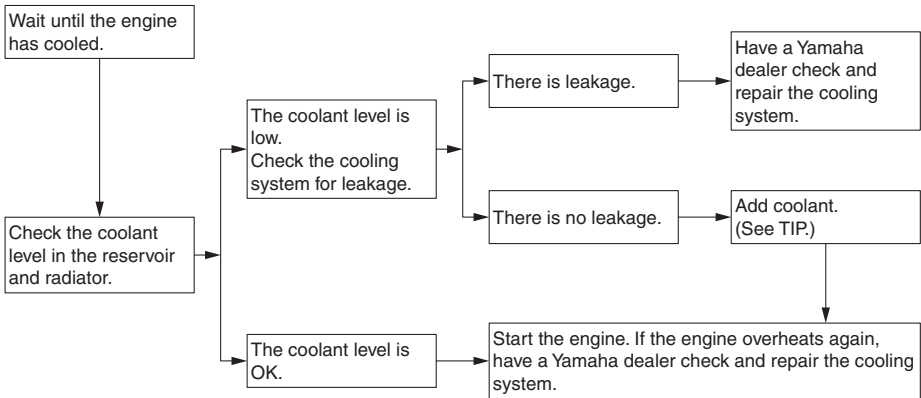 Wait until the engine
has cooled.
Check the coolant
level in the reservoir
and radiator.
The coolant level is
low.
Check the cooling
system for leakage.
There is leakage.
Have a Yamaha
dealer check and
repair the cooling
system.
There is no leakage.
Add coolant.
(See TIP.)
The coolant level is
OK.
Start the engine. If the engine overheats again,
have a Yamaha dealer check and repair the cooling
system.